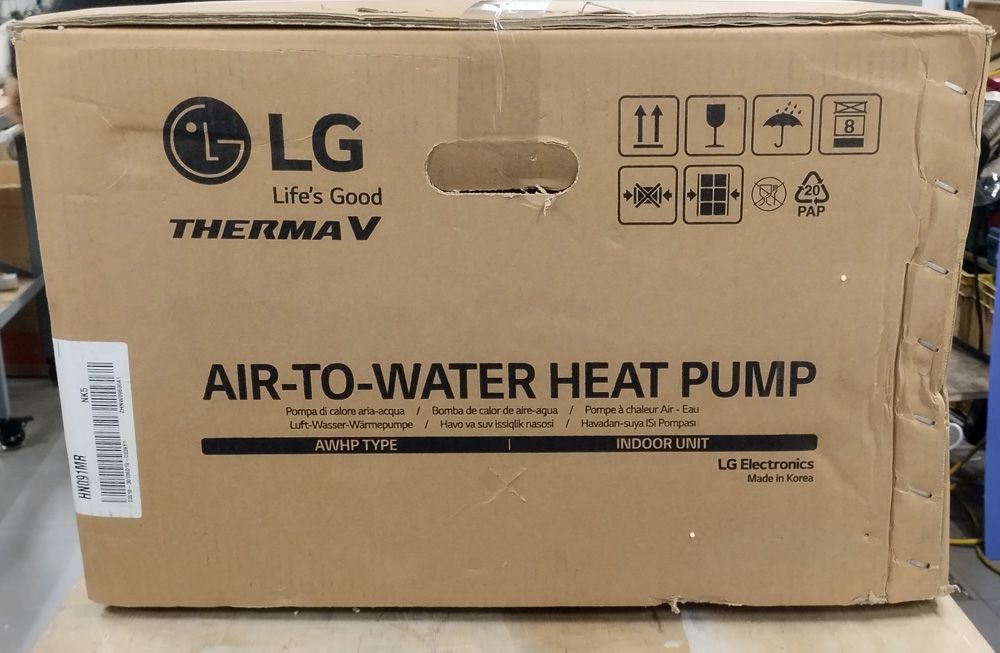 LG
Life's Good
THERMA V
8
20
PAP
AIR-TO-WATER HEAT PUMP
Pompa di calore aria-acqua / Bomba de calor de aire-agua / Pompe à chaleur Air - Eau
Luft-Wasser-Wärmepumpe / Havo va suv issiqlik nasosi / Havadan-suya ISı Pompası
AWHP TYPE | INDOOR UNIT
LG Electronics
Made in Korea
HN091MR
NK5